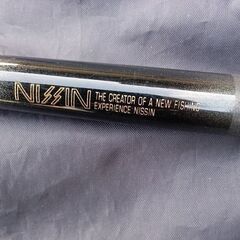 NISSIN
THE CREATOR OF A NEW FISHING
EXPERIENCE NISSIN